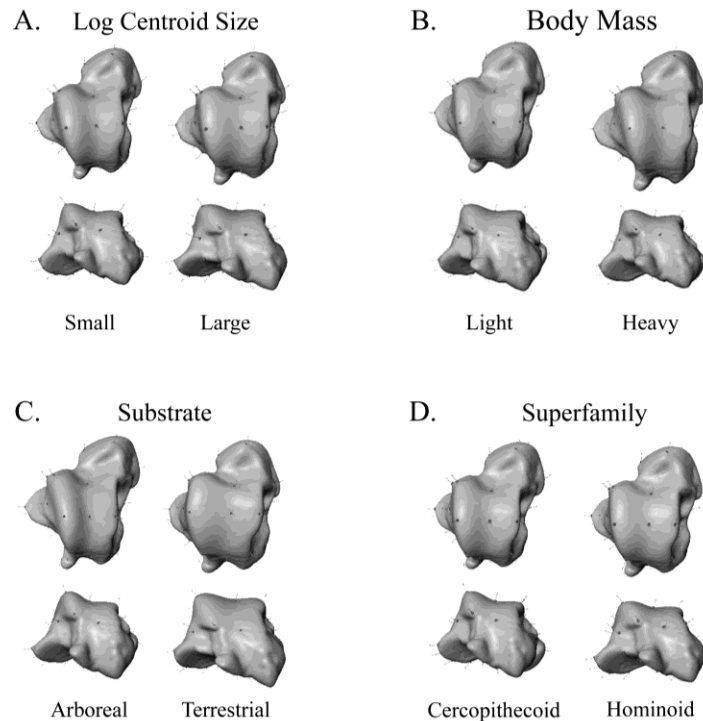 A. Log Centroid Size
Small Large
B. Body Mass
Light Heavy
C. Substrate
Arboreal Terrestrial
D. Superfamily
Cercopithecoid Hominoid